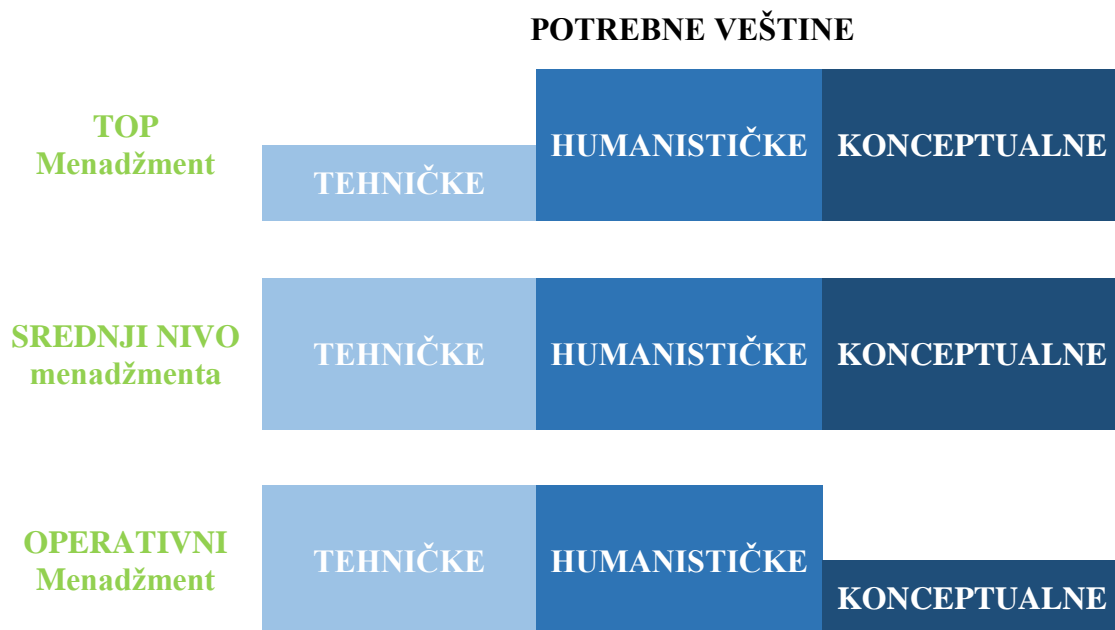 POTREBNE VEŠTINE
TOP
Menadžment
TEHNIČKE
HUMANISTIČKE
KONCEPTUALNE
SREDNJI NIVO
menadžmenta
TEHNIČKE
HUMANISTIČKE
KONCEPTUALNE
OPERATIVNI
Menadžment
TEHNIČKE
HUMANISTIČKE
KONCEPTUALNE